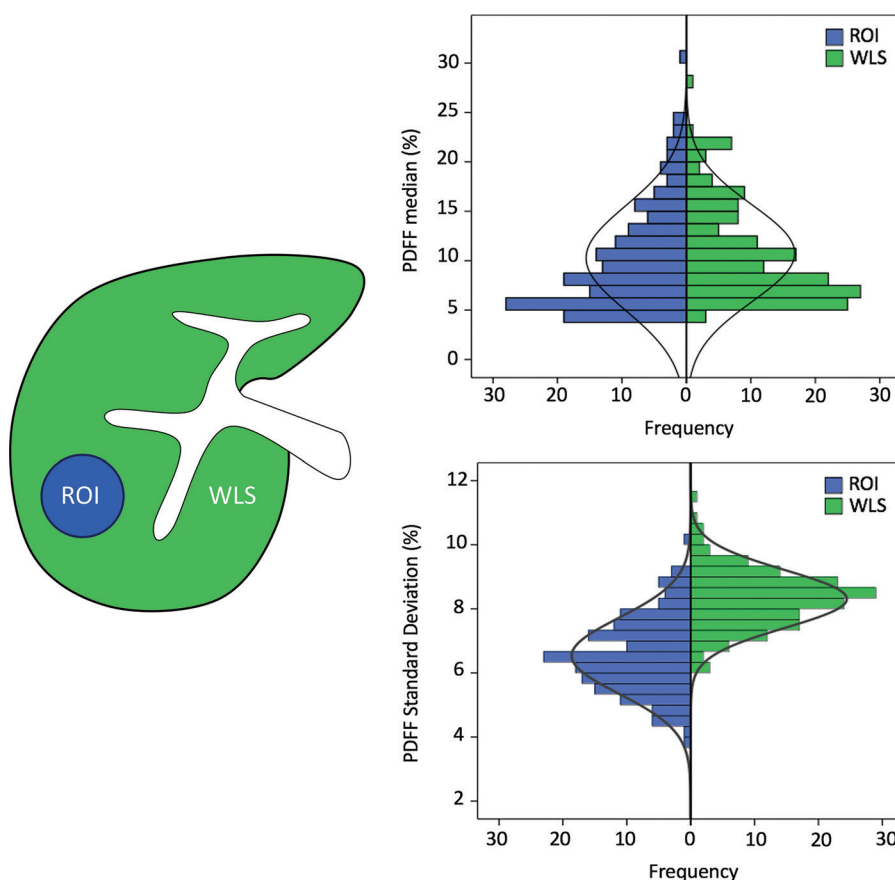 ROI
WLS
PDFF median (%)
30
25
20
15
10
5
0
ROI
WLS
30 20 10 0 10 20 30
Frequency
PDFF Standard Deviation (%)
12
10
8
6
4
2
ROI
WLS
30 20 10 0 10 20 30
Frequency